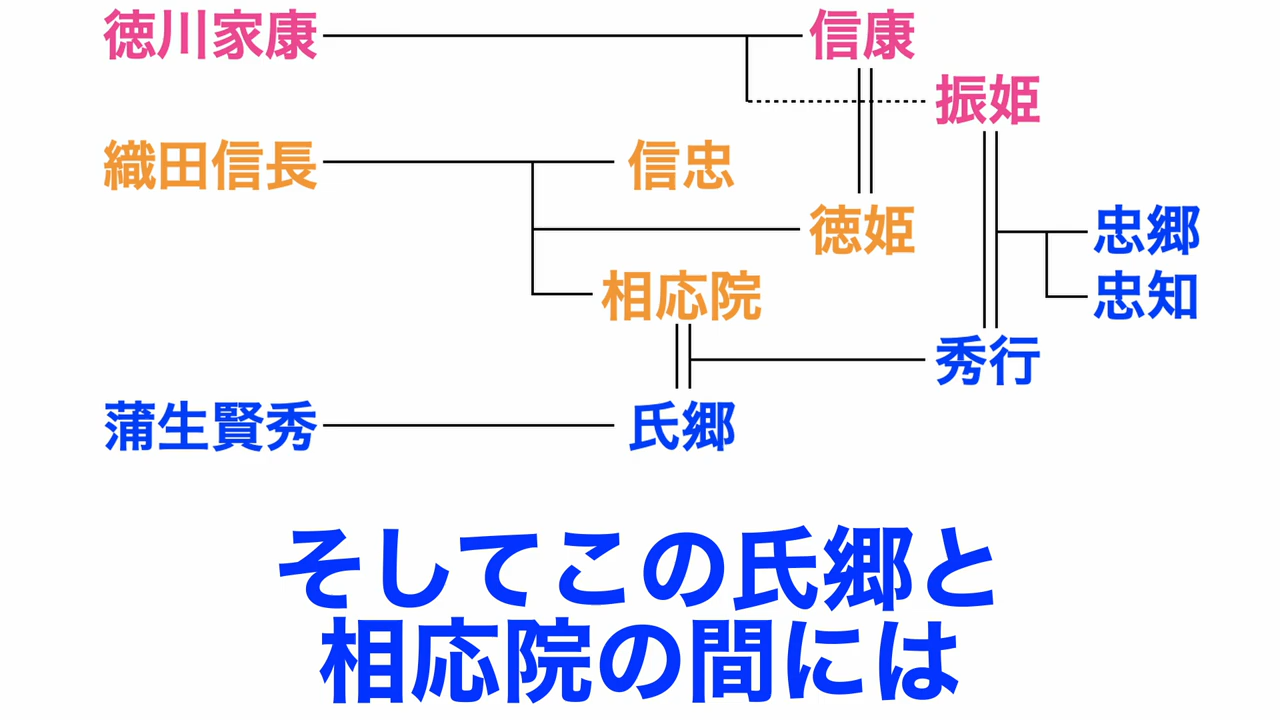 徳川家康 信康
振姫
織田信長 信忠
徳姫 忠郷
相応院 忠知
秀行
蒲生賢秀 氏郷
そしてこの氏郷と
相応院の間には